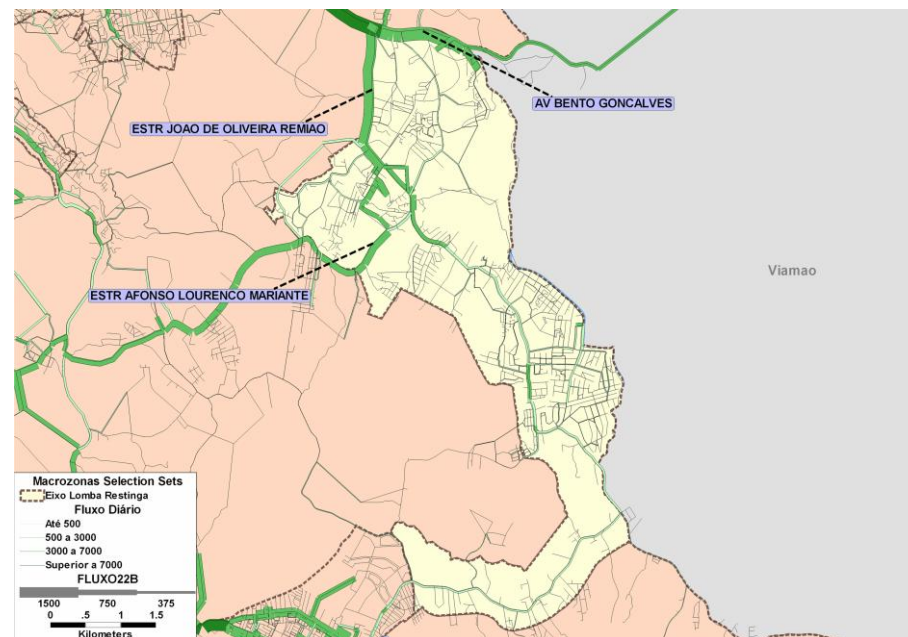 AV BENTO GONCALVES
ESTR JOAO DE OLIVEIRA REMIAO
Viamao
ESTR AFONSO LOURENCO MARIANTE
Macrozonas Selection Sets
Eixo Lomba Restinga
Fluxo Diário
Até 500
500 a 3000
3000 a 7000
Superior a 7000
FLUXO22B
1500 750 375
0 .5 1 1.5
Kilometers